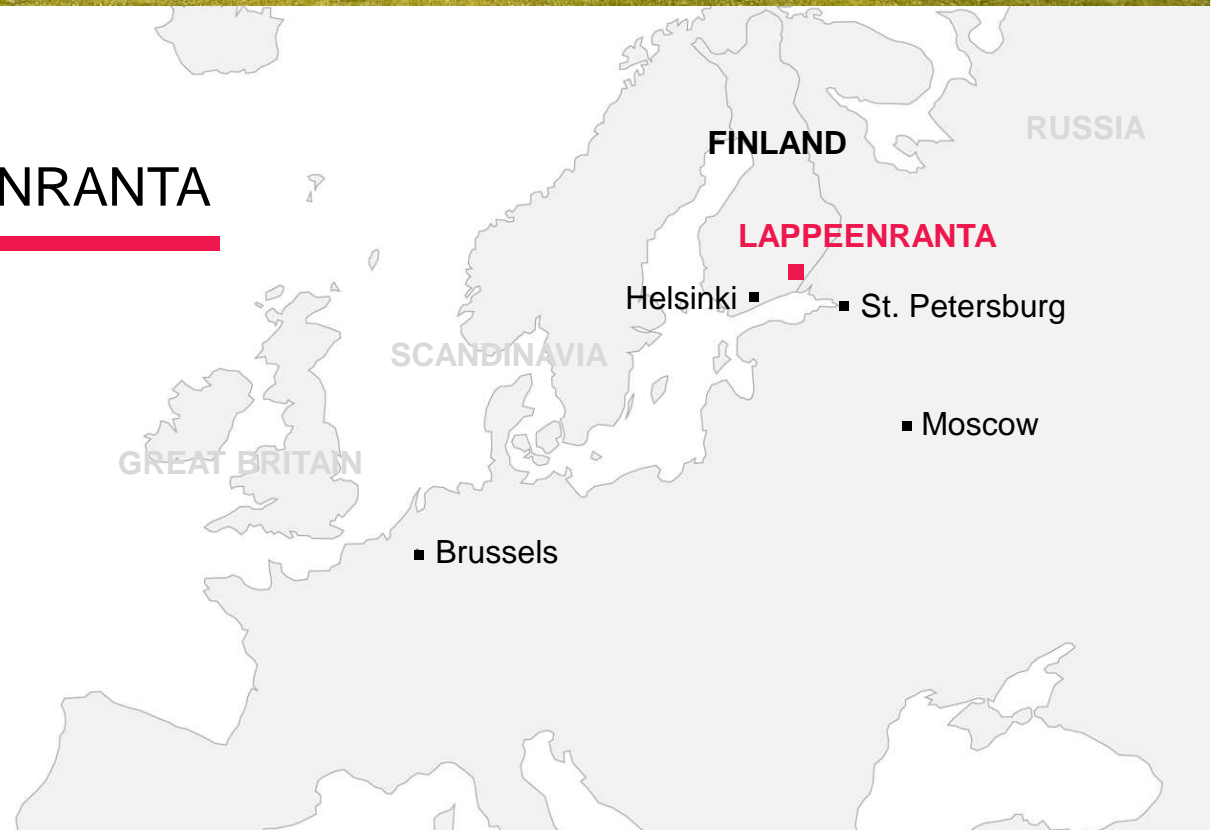 RUSSIA
FINLAND
NRANTA
LAPPEENRANTA
Helsinki
St. Petersburg
SCANDINAVIA
Moscow
GREAT BRITAIN
Brussels